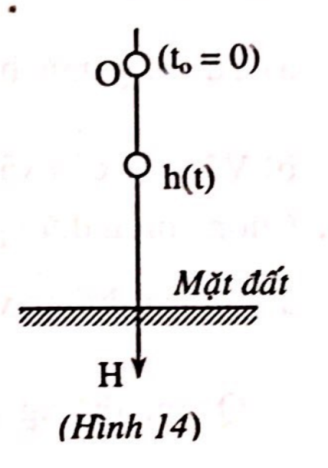 O (t₀ = 0)
h(t)
Mặt đất
H
(Hình 14)